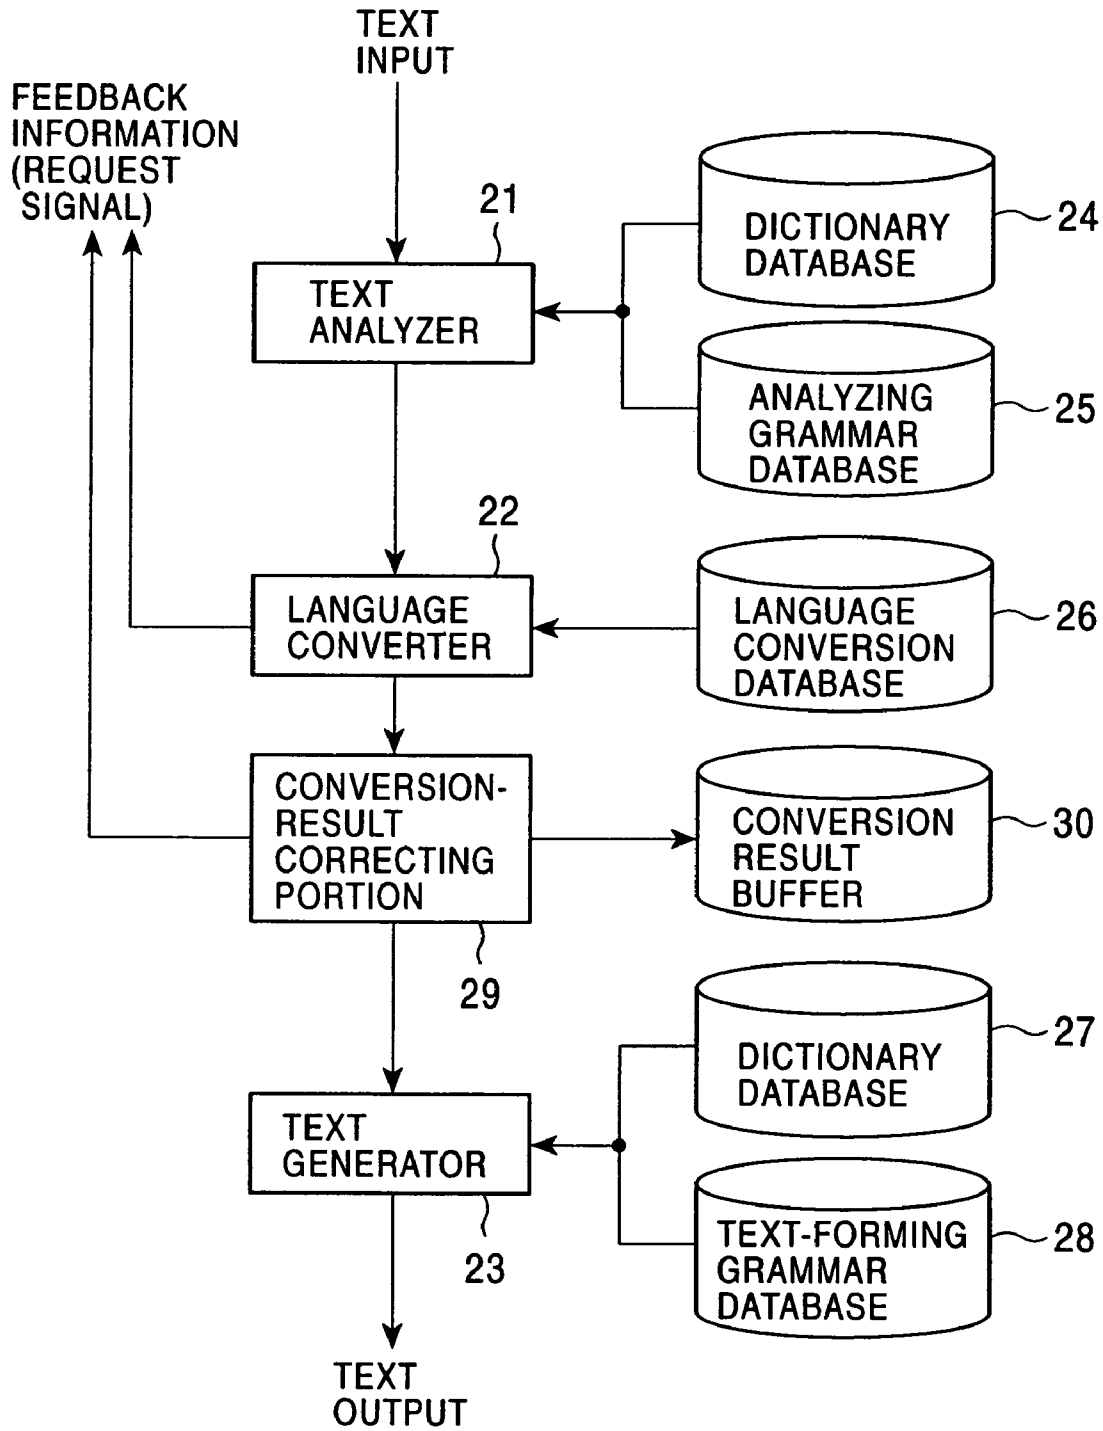 TEXT
INPUT
FEEDBACK
INFORMATION
(REQUEST
SIGNAL)
21
TEXT
ANALYZER
DICTIONARY
DATABASE
24
ANALYZING
GRAMMAR
DATABASE
25
22
LANGUAGE
CONVERTER
LANGUAGE
CONVERSION
DATABASE
26
CONVERSION-
RESULT
CORRECTING
PORTION
29
CONVERSION
RESULT
BUFFER
30
DICTIONARY
DATABASE
27
TEXT
GENERATOR
23
TEXT-FORMING
GRAMMAR
DATABASE
28
TEXT
OUTPUT